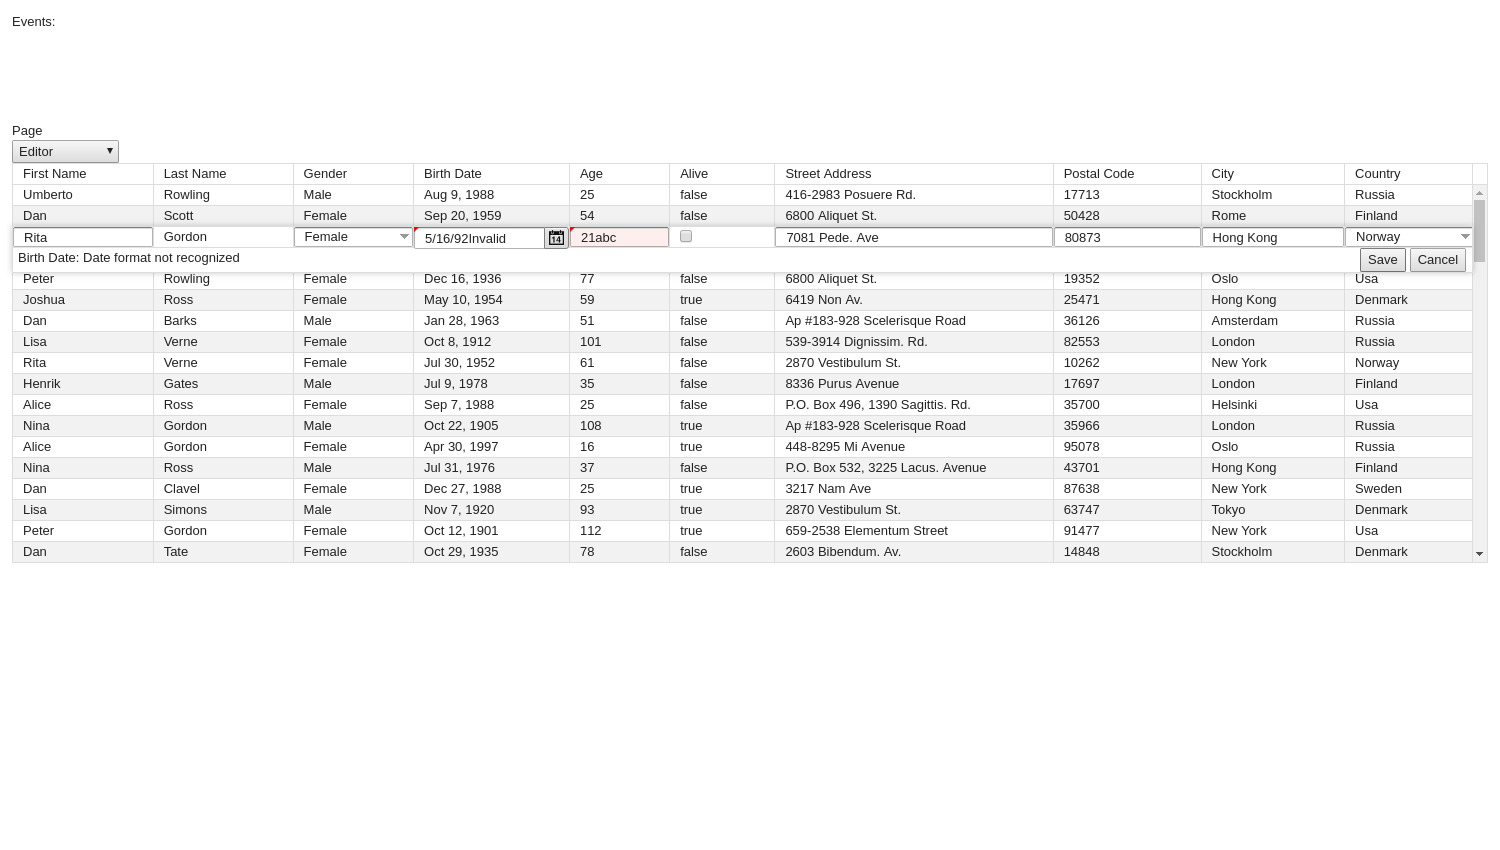 Events:
Page
Editor
First Name Last Name Gender Birth Date Age Alive Street Address Postal Code City Country
Umberto Rowling Male Aug 9, 1988 25 false 416-2983 Posuere Rd. 17713 Stockholm Russia
Dan Scott Female Sep 20, 1959 54 false 6800 Aliquet St. 50428 Rome Finland
Rita Gordon Female 5/16/92Invalid 14 21abc 7081 Pede. Ave 80873 Hong Kong Norway
Birth Date: Date format not recognized Save Cancel
Peter Rowling Female Dec 16, 1936 77 false 6800 Aliquet St. 19352 Oslo Usa
Joshua Ross Female May 10, 1954 59 true 6419 Non Av. 25471 Hong Kong Denmark
Dan Barks Male Jan 28, 1963 51 false Ap #183-928 Scelerisque Road 36126 Amsterdam Russia
Lisa Verne Female Oct 8, 1912 101 false 539-3914 Dignissim. Rd. 82553 London Russia
Rita Verne Female Jul 30, 1952 61 false 2870 Vestibulum St. 10262 New York Norway
Henrik Gates Male Jul 9, 1978 35 false 8336 Purus Avenue 17697 London Finland
Alice Ross Female Sep 7, 1988 25 false P.O. Box 496, 1390 Sagittis. Rd. 35700 Helsinki Usa
Nina Gordon Male Oct 22, 1905 108 true Ap #183-928 Scelerisque Road 35966 London Russia
Alice Gordon Female Apr 30, 1997 16 true 448-8295 Mi Avenue 95078 Oslo Russia
Nina Ross Male Jul 31, 1976 37 false P.O. Box 532, 3225 Lacus. Avenue 43701 Hong Kong Finland
Dan Clavel Female Dec 27, 1988 25 true 3217 Nam Ave 87638 New York Sweden
Lisa Simons Male Nov 7, 1920 93 true 2870 Vestibulum St. 63747 Tokyo Denmark
Peter Gordon Female Oct 12, 1901 112 true 659-2538 Elementum Street 91477 New York Usa
Dan Tate Female Oct 29, 1935 78 false 2603 Bibendum. Av. 14848 Stockholm Denmark